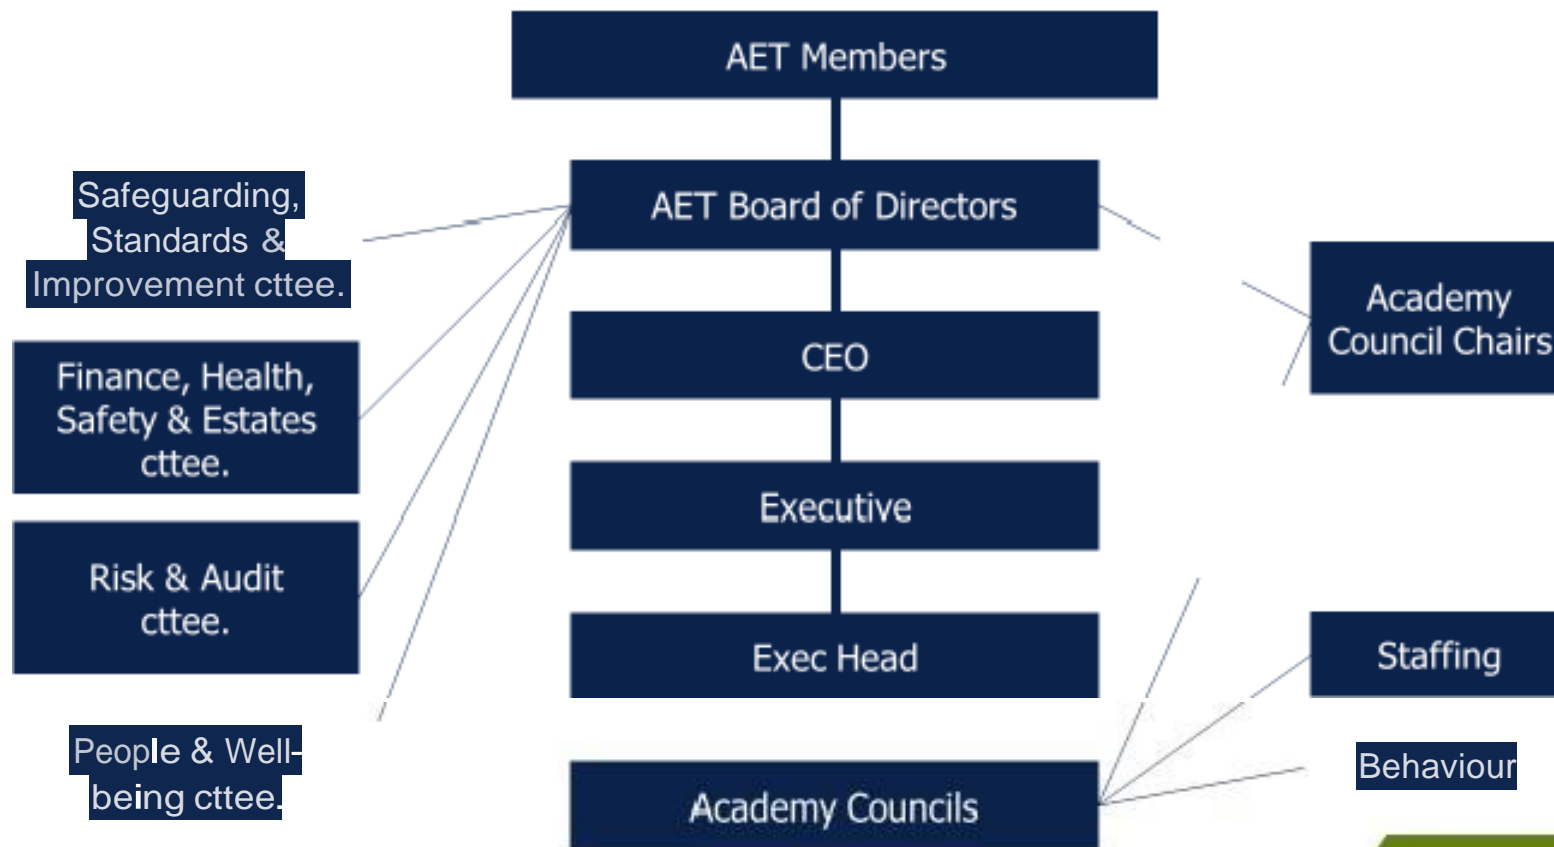 AET Members
AET Board of Directors
Safeguarding,
Standards &
Improvement cttee.
Academy
Council Chairs
CEO
Finance, Health,
Safety & Estates
cttee.
Executive
Risk & Audit
cttee.
Exec Head
Staffing
People & Well-
being cttee.
Behaviour
Academy Councils